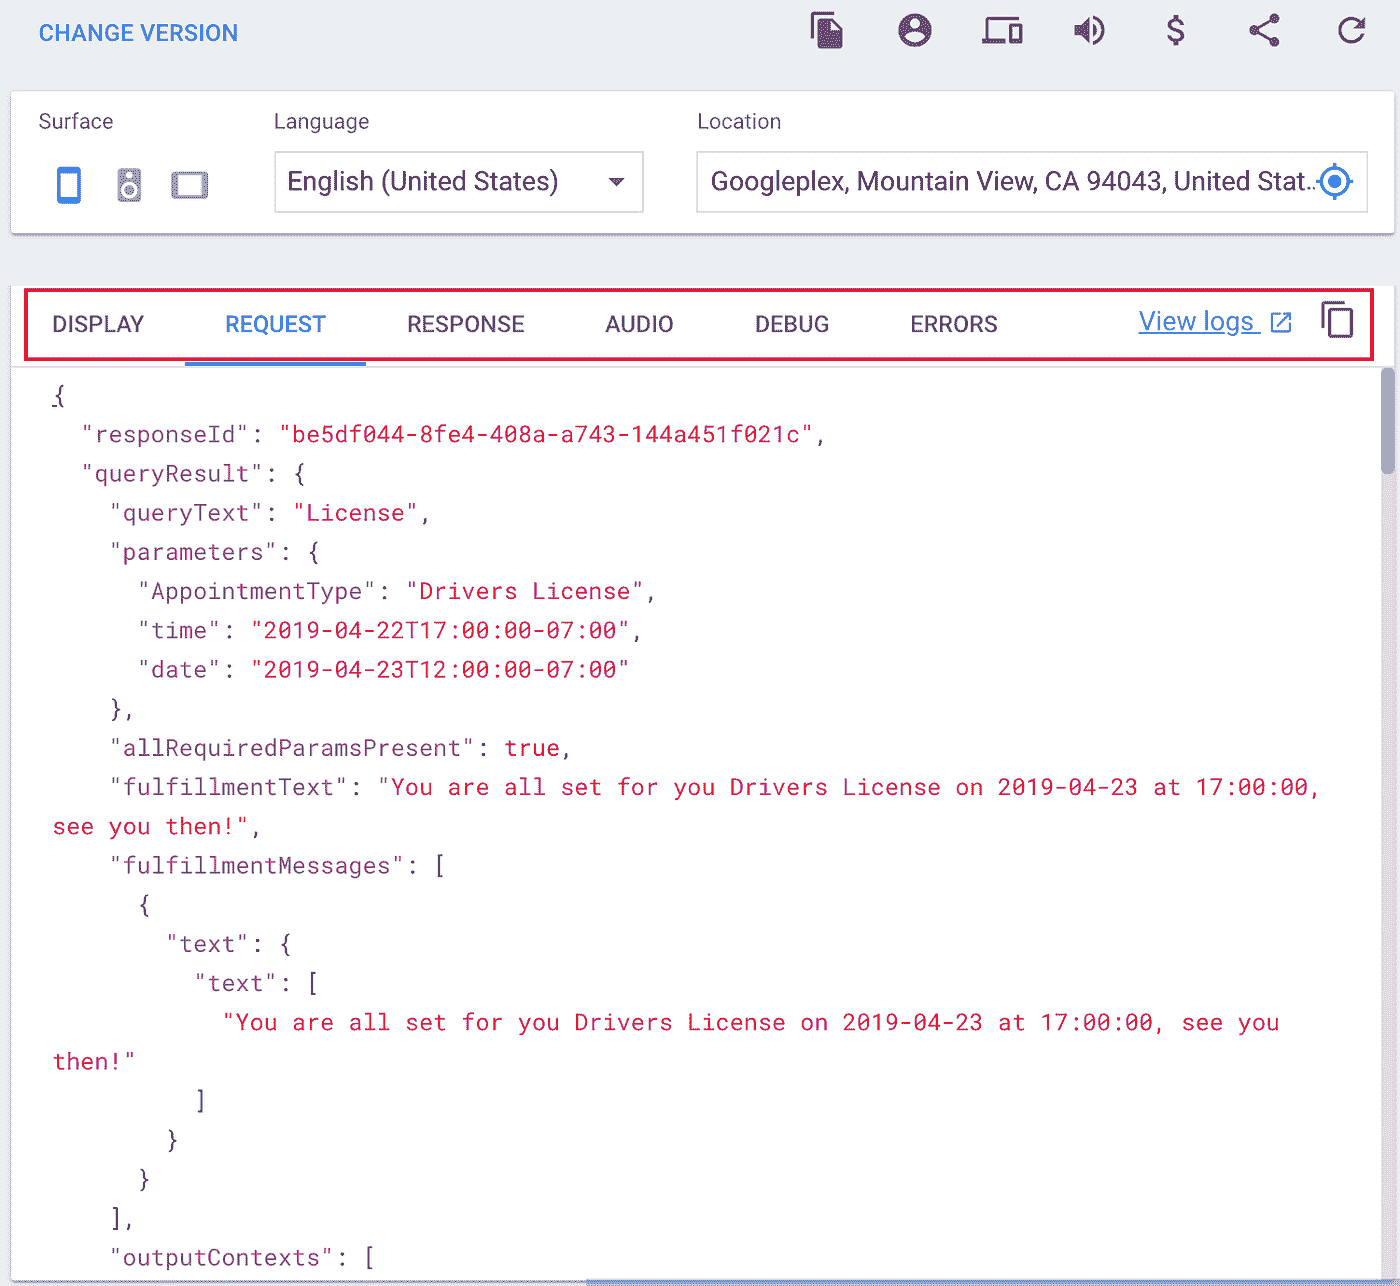 CHANGE VERSION
Surface
Language
Location
English (United States)
Googleplex, Mountain View, CA 94043, United Stat..
DISPLAY
REQUEST
RESPONSE
AUDIO
DEBUG
ERRORS
View logs
{
"responseId": "be5df044-8fe4-408a-a743-144a451f021c",
"queryResult": {
"queryText": "License",
"parameters": {
"AppointmentType": "Drivers License",
"time": "2019-04-22T17:00:00-07:00",
"date": "2019-04-23T12:00:00-07:00"
},
"allRequiredParamsPresent": true,
"fulfillmentText": "You are all set for you Drivers License on 2019-04-23 at 17:00:00,
see you then!",
"fulfillmentMessages": [
{
"text": {
"text": [
"You are all set for you Drivers License on 2019-04-23 at 17:00:00, see you
then!"
]
}
}
],
"outputContexts": [